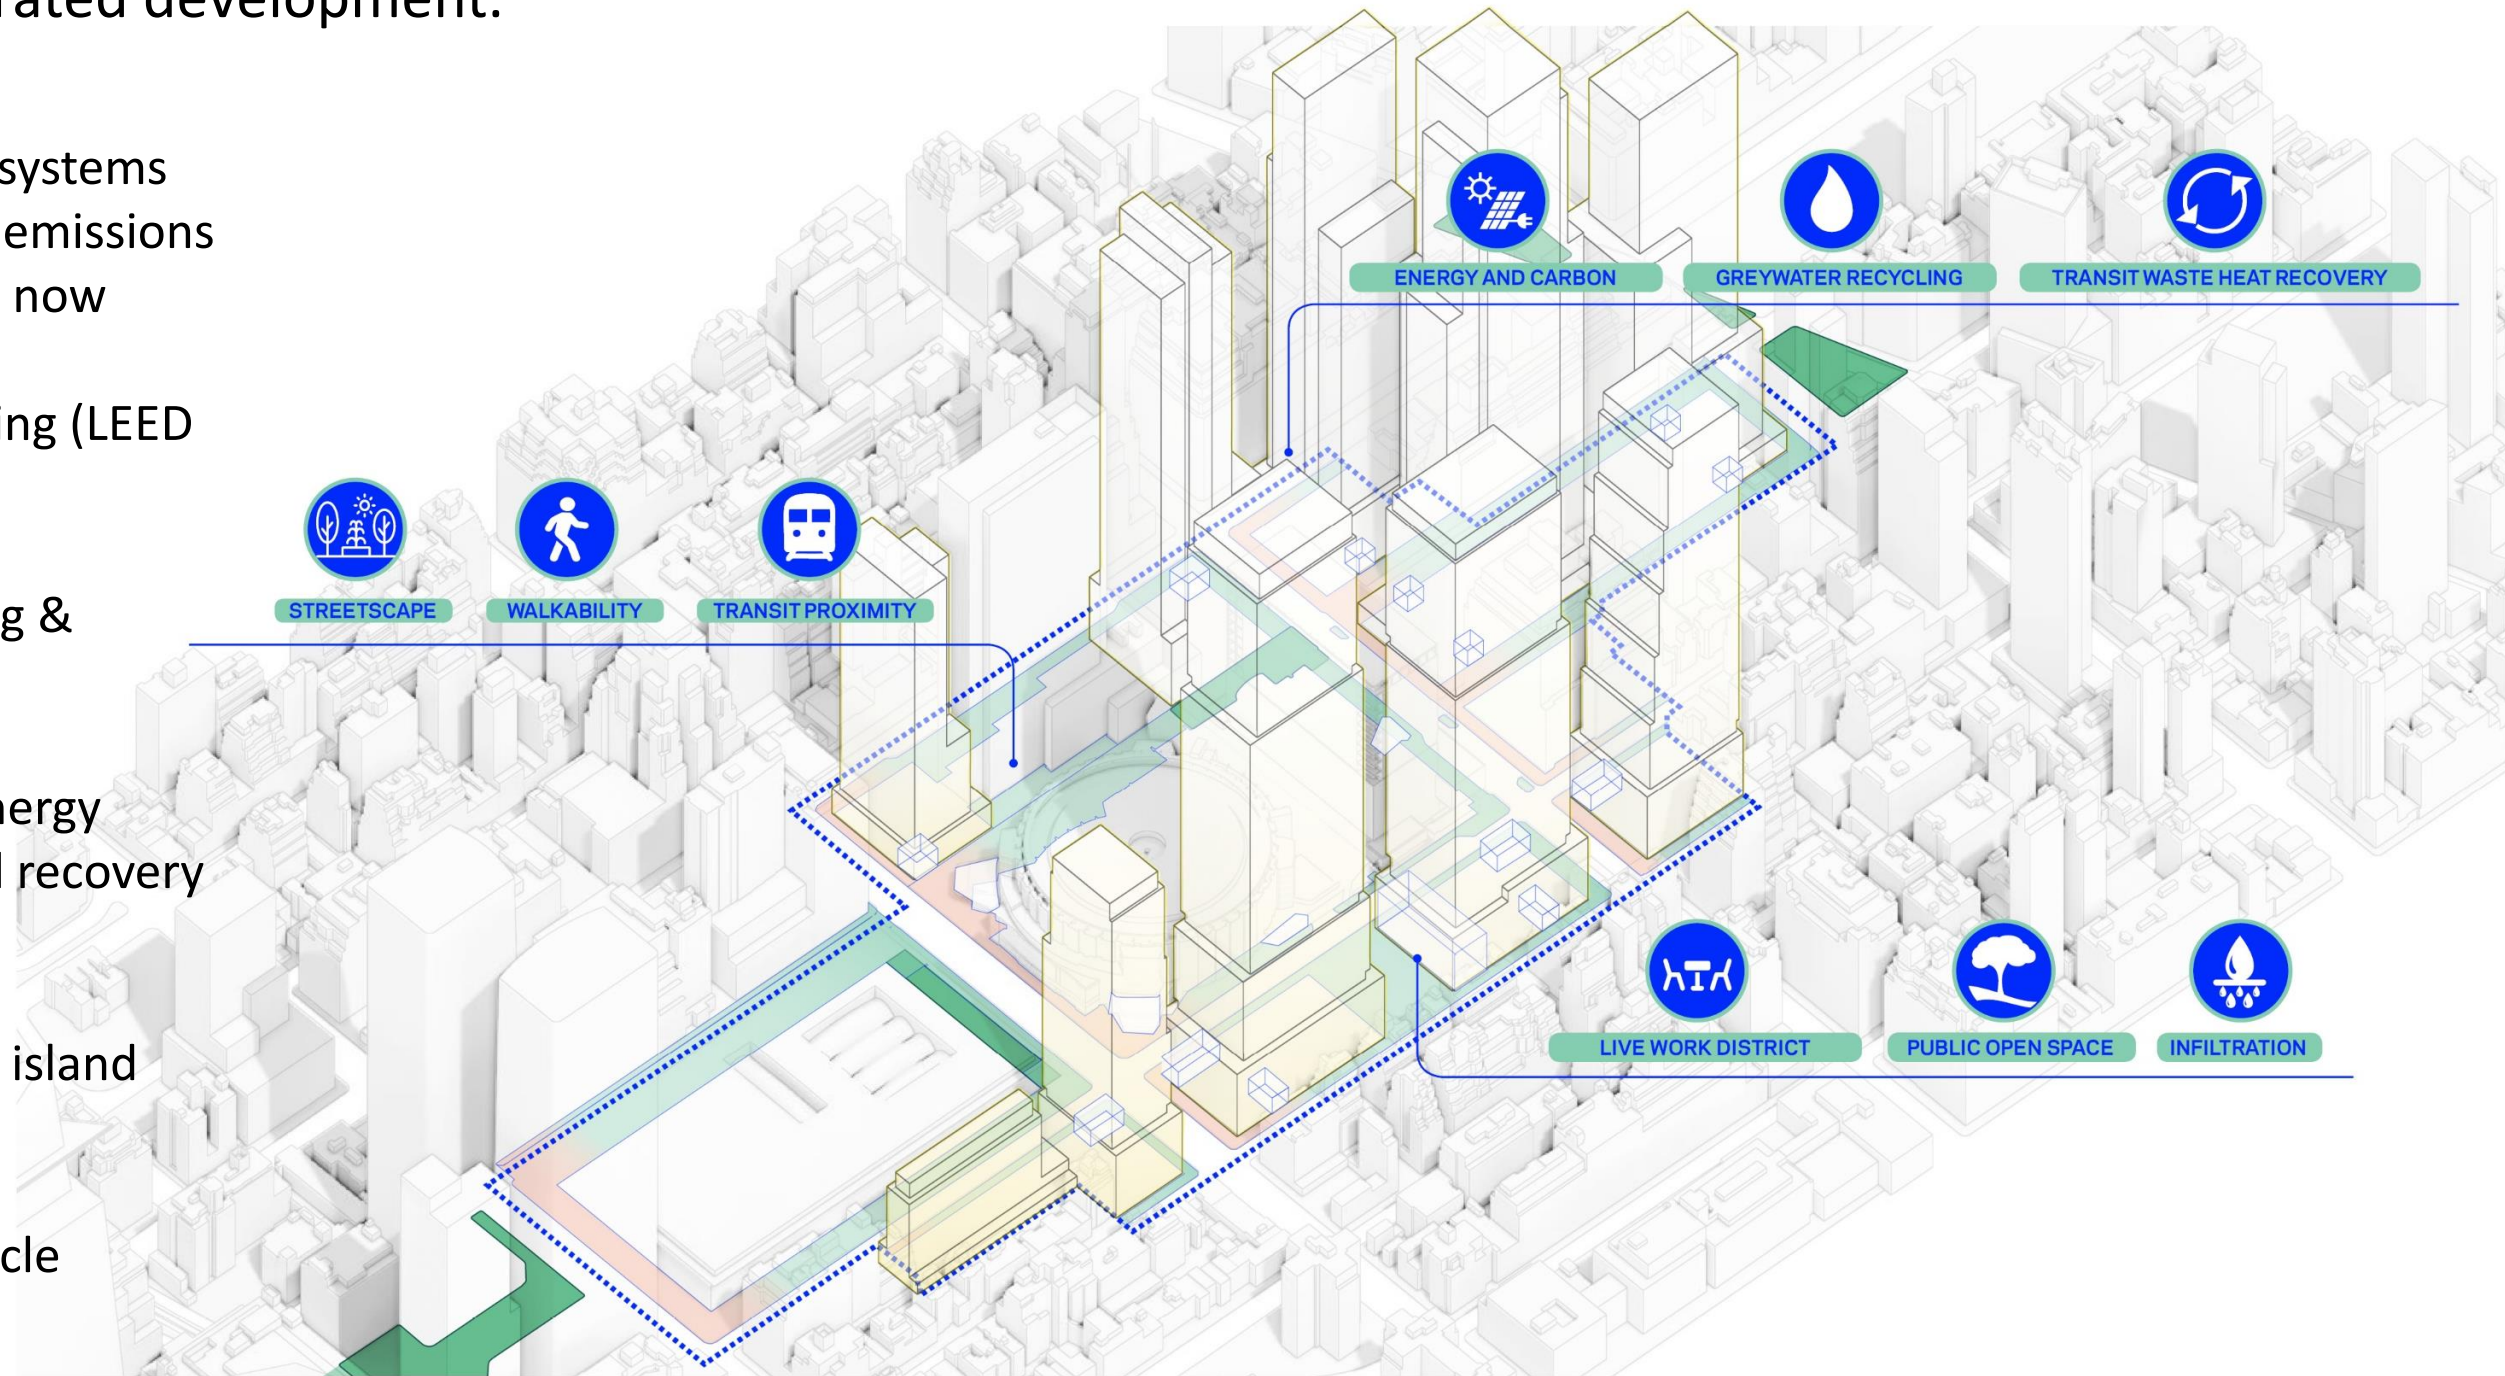 rated development.
systems
emissions
now
ing (LEED
g &
nergy
recovery
island
cle
ENERGY AND CARBON
GREYWATER RECYCLING
TRANSIT WASTE HEAT RECOVERY
STREETSCAPE
WALKABILITY
TRANSIT PROXIMITY
LIVE WORK DISTRICT
PUBLIC OPEN SPACE
INFILTRATION